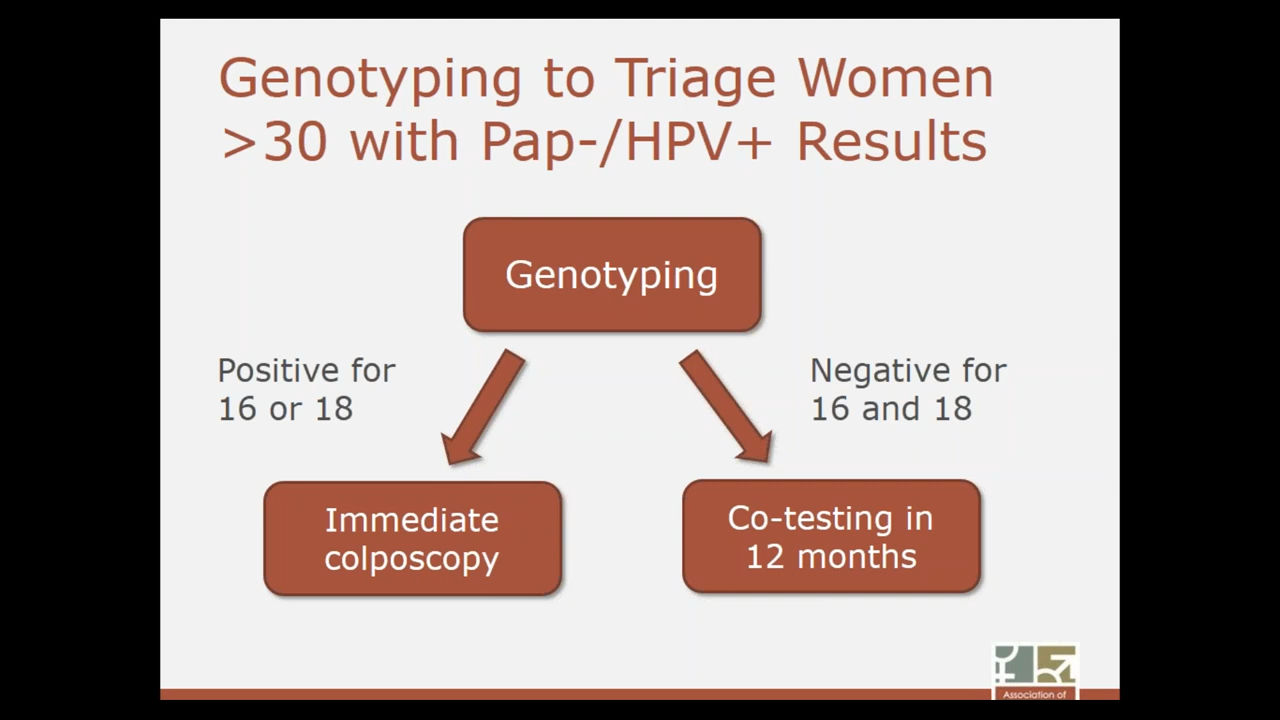 Genotyping to Triage Women
>30 with Pap-/HPV+ Results
Genotyping
Positive for
16 or 18
Negative for
16 and 18
Immediate
colposcopy
Co-testing in
12 months
Association of